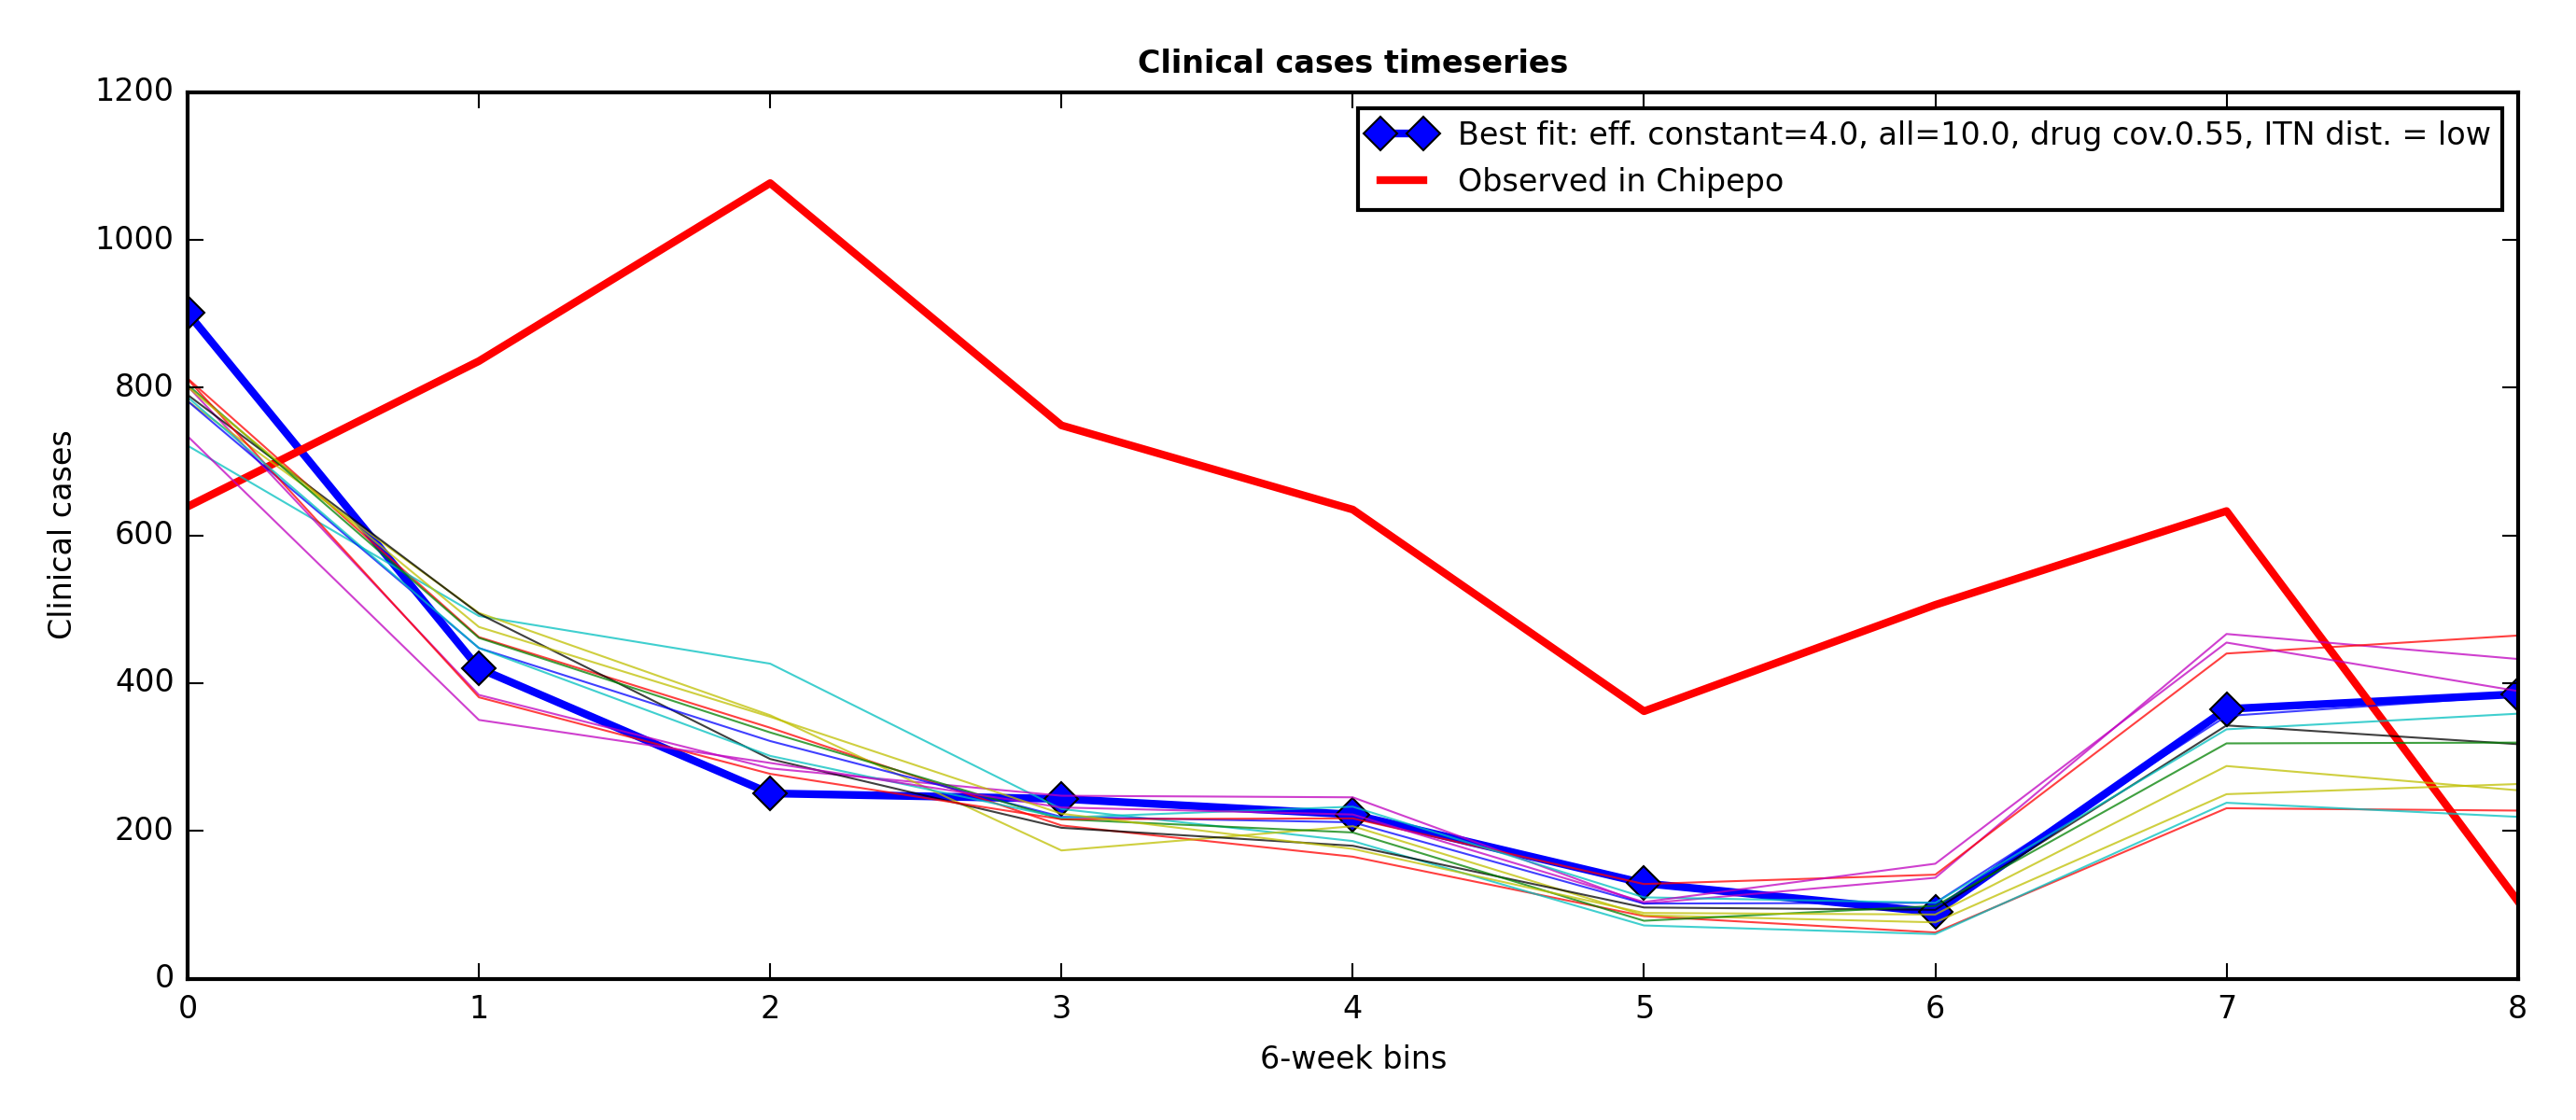 Clinical cases timeseries
1200
1000
800
600
400
200
0
Clinical cases
Best fit: eff. constant=4.0, all=10.0, drug cov.0.55, ITN dist. = low
Observed in Chipepo
0 1 2 3 4 5 6 7 8
6-week bins